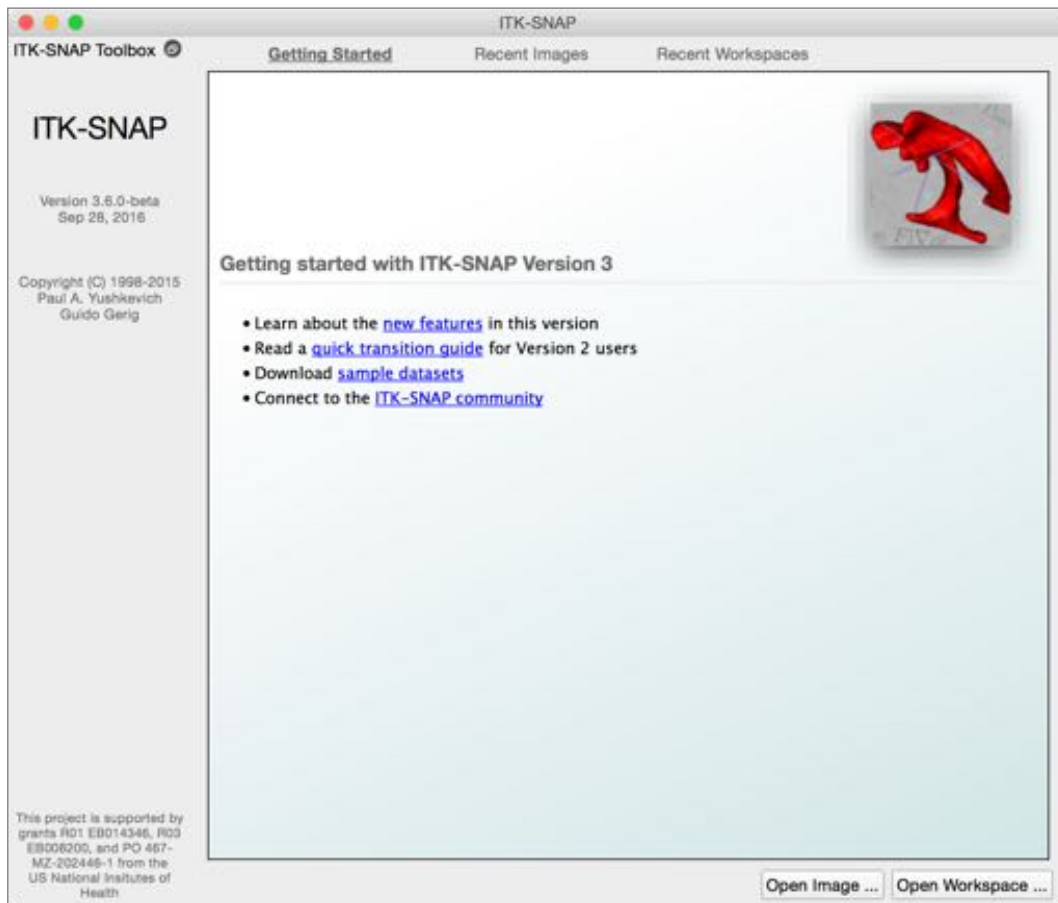 ITK-SNAP
ITK-SNAP Toolbox
Getting Started Recent Images Recent Workspaces
ITK-SNAP
Version 3.6.0-beta
Sep 28, 2016
Copyright (C) 1998-2015
Paul A. Yushkevich
Guido Gerig
Getting started with ITK-SNAP Version 3
• Learn about the new features in this version
• Read a quick transition guide for Version 2 users
• Download sample datasets
• Connect to the ITK-SNAP community
This project is supported by
grants R01 EB014346, R03
EB008200, and PO 467-
MZ-202446-1 from the
US National Insitutes of
Health
Open Image ... Open Workspace ...